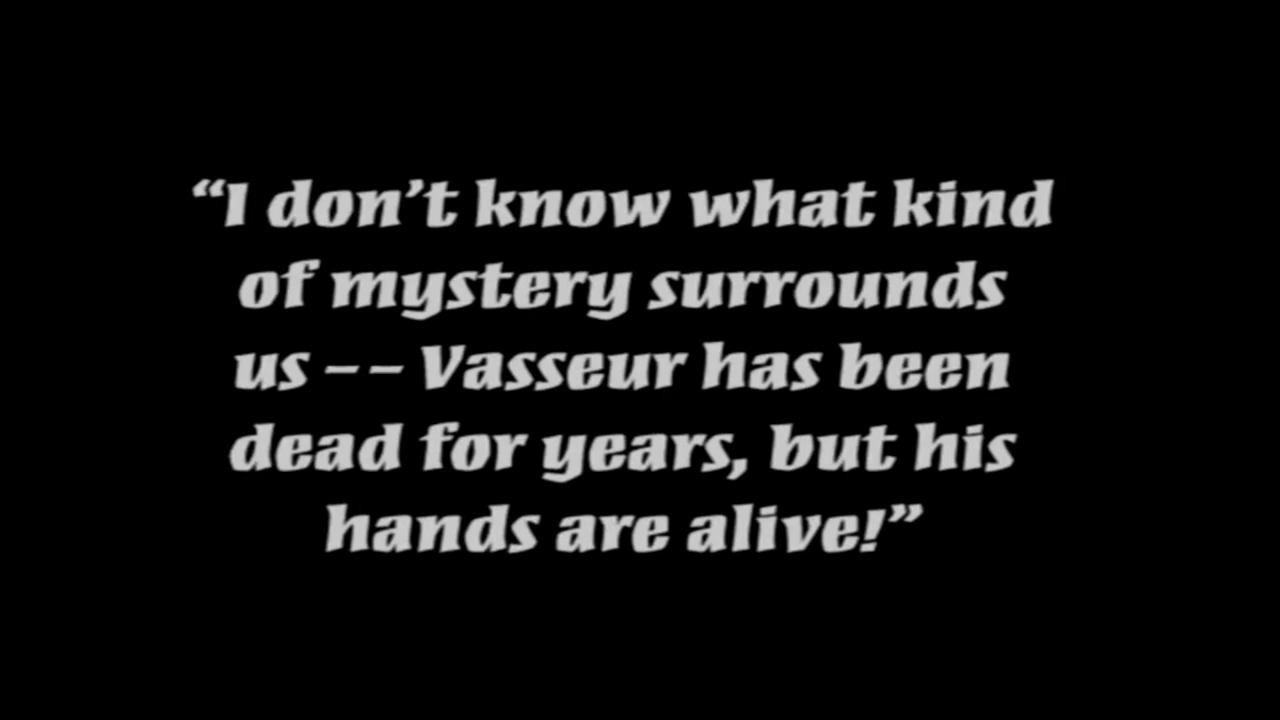 “I don’t know what kind
of mystery surrounds
us -- Vasseur has been
dead for years, but his
hands are alive!”